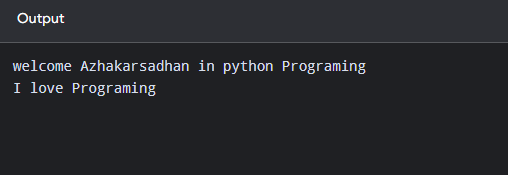 Output
welcome Azhakarsadhan in python Programing
I love Programing